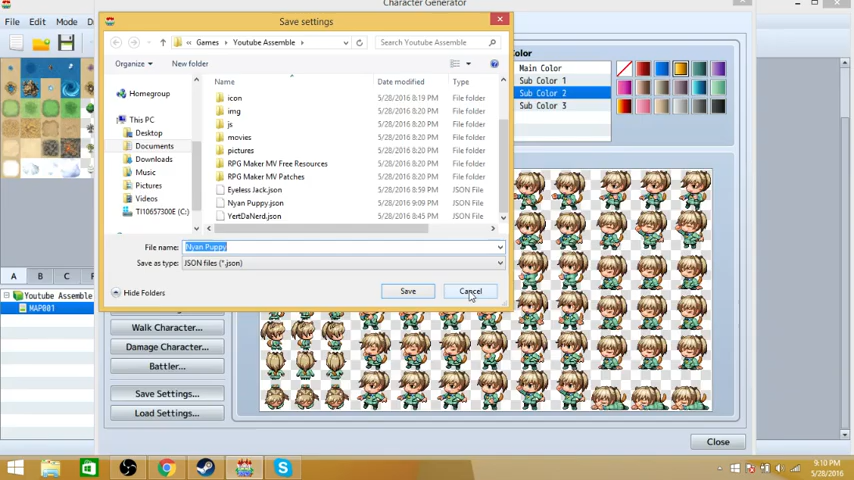 Character Generator
Save settings
File Edit Mode
Games Youtube Assemble
Search Youtube Assemble
Organize New folder
Name Date modified Type
Homegroup
This PC
Desktop
Documents
Downloads
Music
Pictures
Videos
TI10657300E (C:)
icon 5/28/2016 8:19 PM File folder
img 5/28/2016 8:19 PM File folder
js 5/28/2016 8:19 PM File folder
movies 5/28/2016 8:19 PM File folder
pictures 5/28/2016 8:19 PM File folder
RPG Maker MV Free Resources 5/28/2016 8:19 PM File folder
RPG Maker MV Patches 5/28/2016 8:19 PM File folder
Eyeless Jack.json 5/28/2016 8:59 PM JSON File
Nyan Puppy.json 5/28/2016 9:09 PM JSON File
YertDaNerd.json 5/28/2016 8:45 PM JSON File
File name: Nyan Puppy
Save as type: JSON files (*.json)
Hide Folders
Save Cancel
Color
Main Color
Sub Color 1
Sub Color 2
Sub Color 3
A B C
Youtube Assemble
MAP001
Walk Character...
Damage Character...
Battler...
Save Settings...
Load Settings...
Close
9:10 PM
5/28/2016